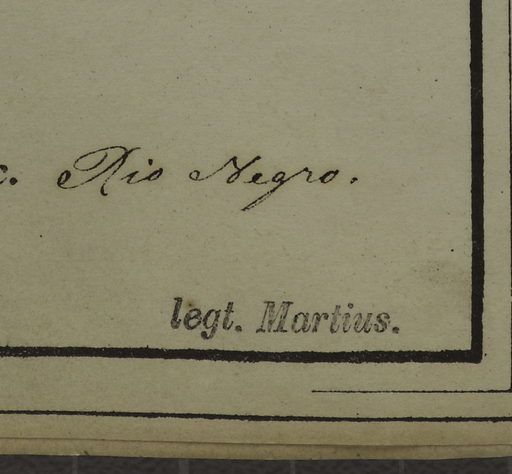 Rio Negro.
legt. Martius.